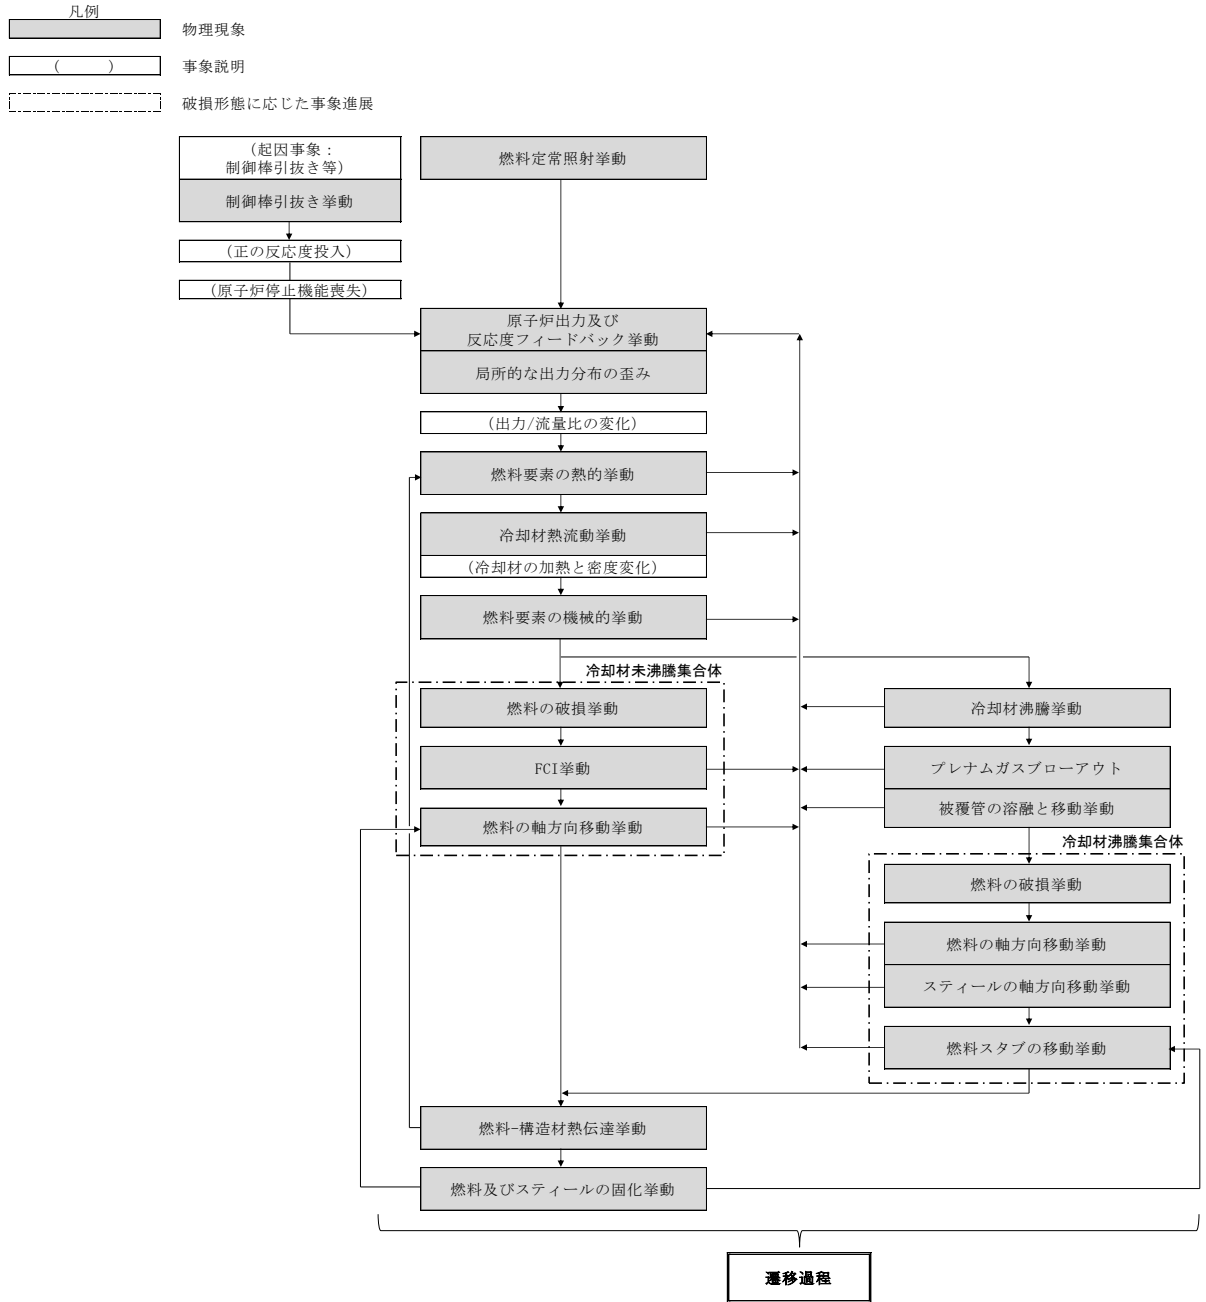 凡例
物理現象
(　　　)
事象説明
破損形態に応じた事象進展
(起因事象：
制御棒引抜き等)
制御棒引抜き挙動
(正の反応度投入)
(原子炉停止機能喪失)
燃料定常照射挙動
原子炉出力及び
反応度フィードバック挙動
局所的な出力分布の歪み
(出力/流量比の変化)
燃料要素の熱的挙動
冷却材熱流動挙動
(冷却材の加熱と密度変化)
燃料要素の機械的挙動
冷却材未沸騰集合体
燃料の破損挙動
FCI挙動
燃料の軸方向移動挙動
冷却材沸騰挙動
プレナムガスブローアウト
被覆管の溶融と移動挙動
冷却材沸騰集合体
燃料の破損挙動
燃料の軸方向移動挙動
スティールの軸方向移動挙動
燃料スタブの移動挙動
燃料-構造材熱伝達挙動
燃料及びスティールの固化挙動
遷移過程